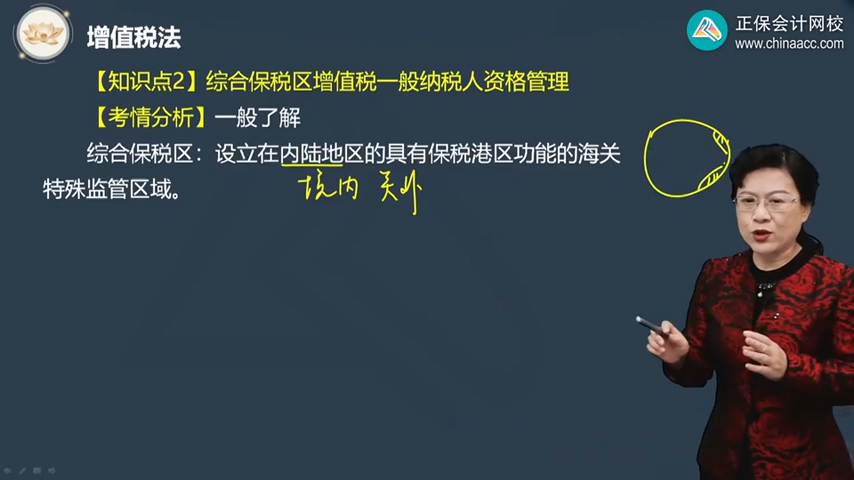 增值税法
正保会计网校
www.chinaacc.com
【知识点2】综合保税区增值税一般纳税人资格管理
【考情分析】一般了解
综合保税区：设立在内陆地区的具有保税港区功能的海关
特殊监管区域。
境内 关外